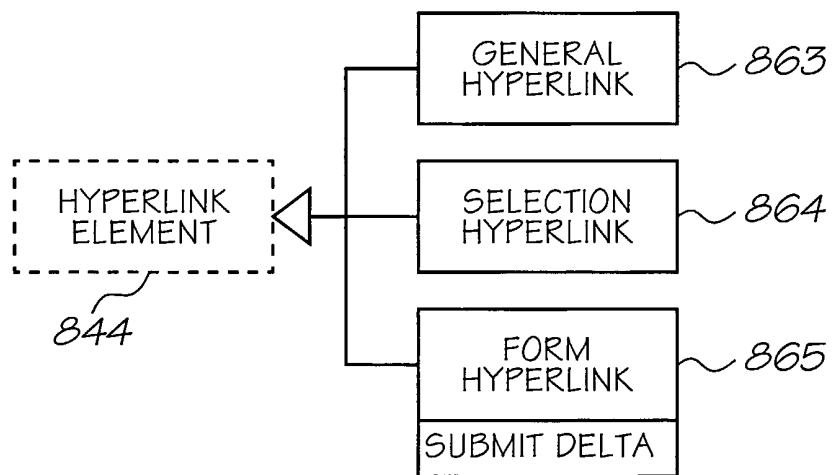 GENERAL
HYPERLINK
863
HYPERLINK
ELEMENT
844
SELECTION
HYPERLINK
864
FORM
HYPERLINK
865
SUBMIT DELTA